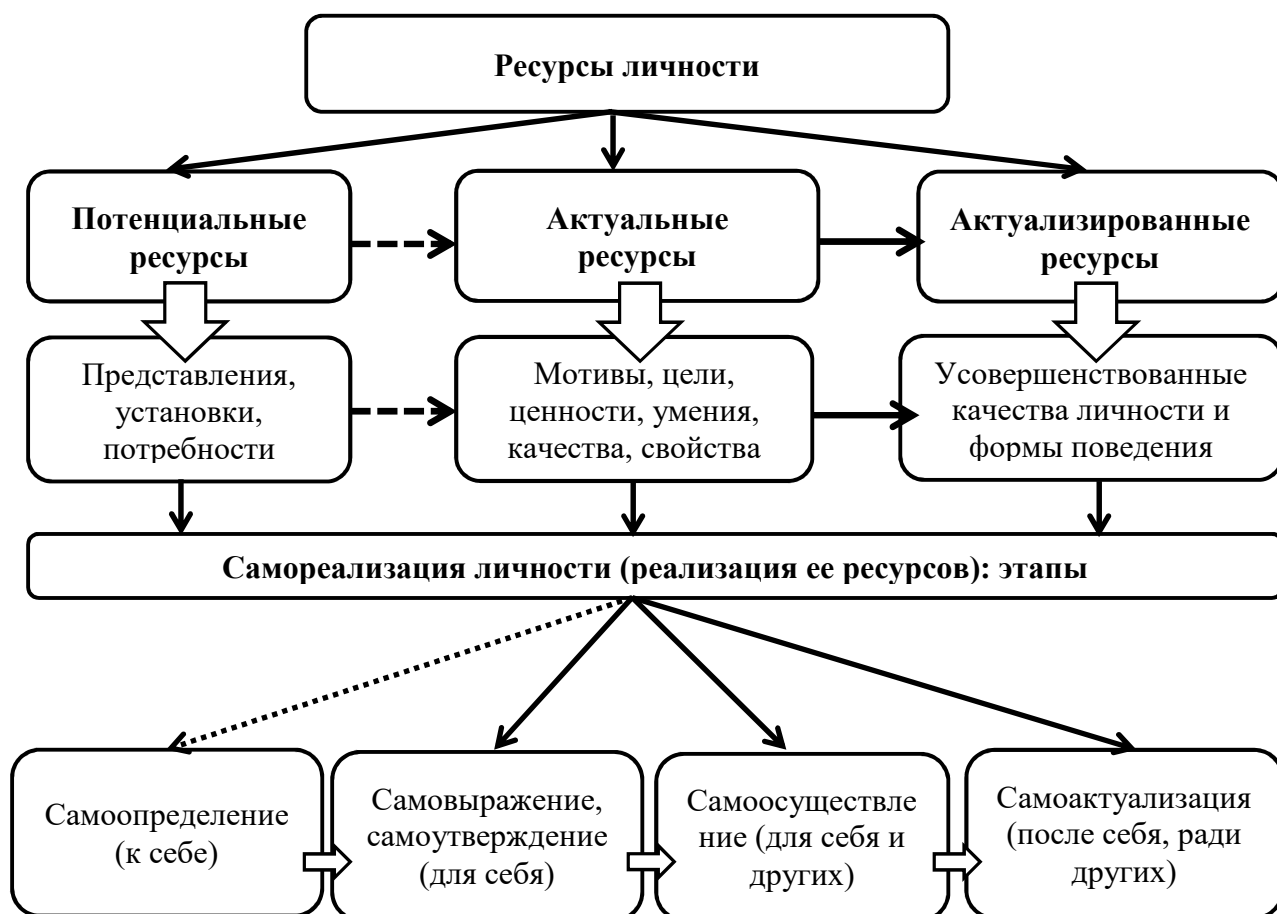 Ресурсы личности
Потенциальные
ресурсы
Актуальные
ресурсы
Актуализированные
ресурсы
Представления,
установки,
потребности
Мотивы, цели,
ценности, умения,
качества, свойства
Усовершенствованные
качества личности и
формы поведения
Самореализация личности (реализация ее ресурсов): этапы
Самоопределение
(к себе)
Самовыражение,
самоутверждение
(для себя)
Самоосуществле
ние (для себя и
других)
Самоактуализация
(после себя, ради
других)